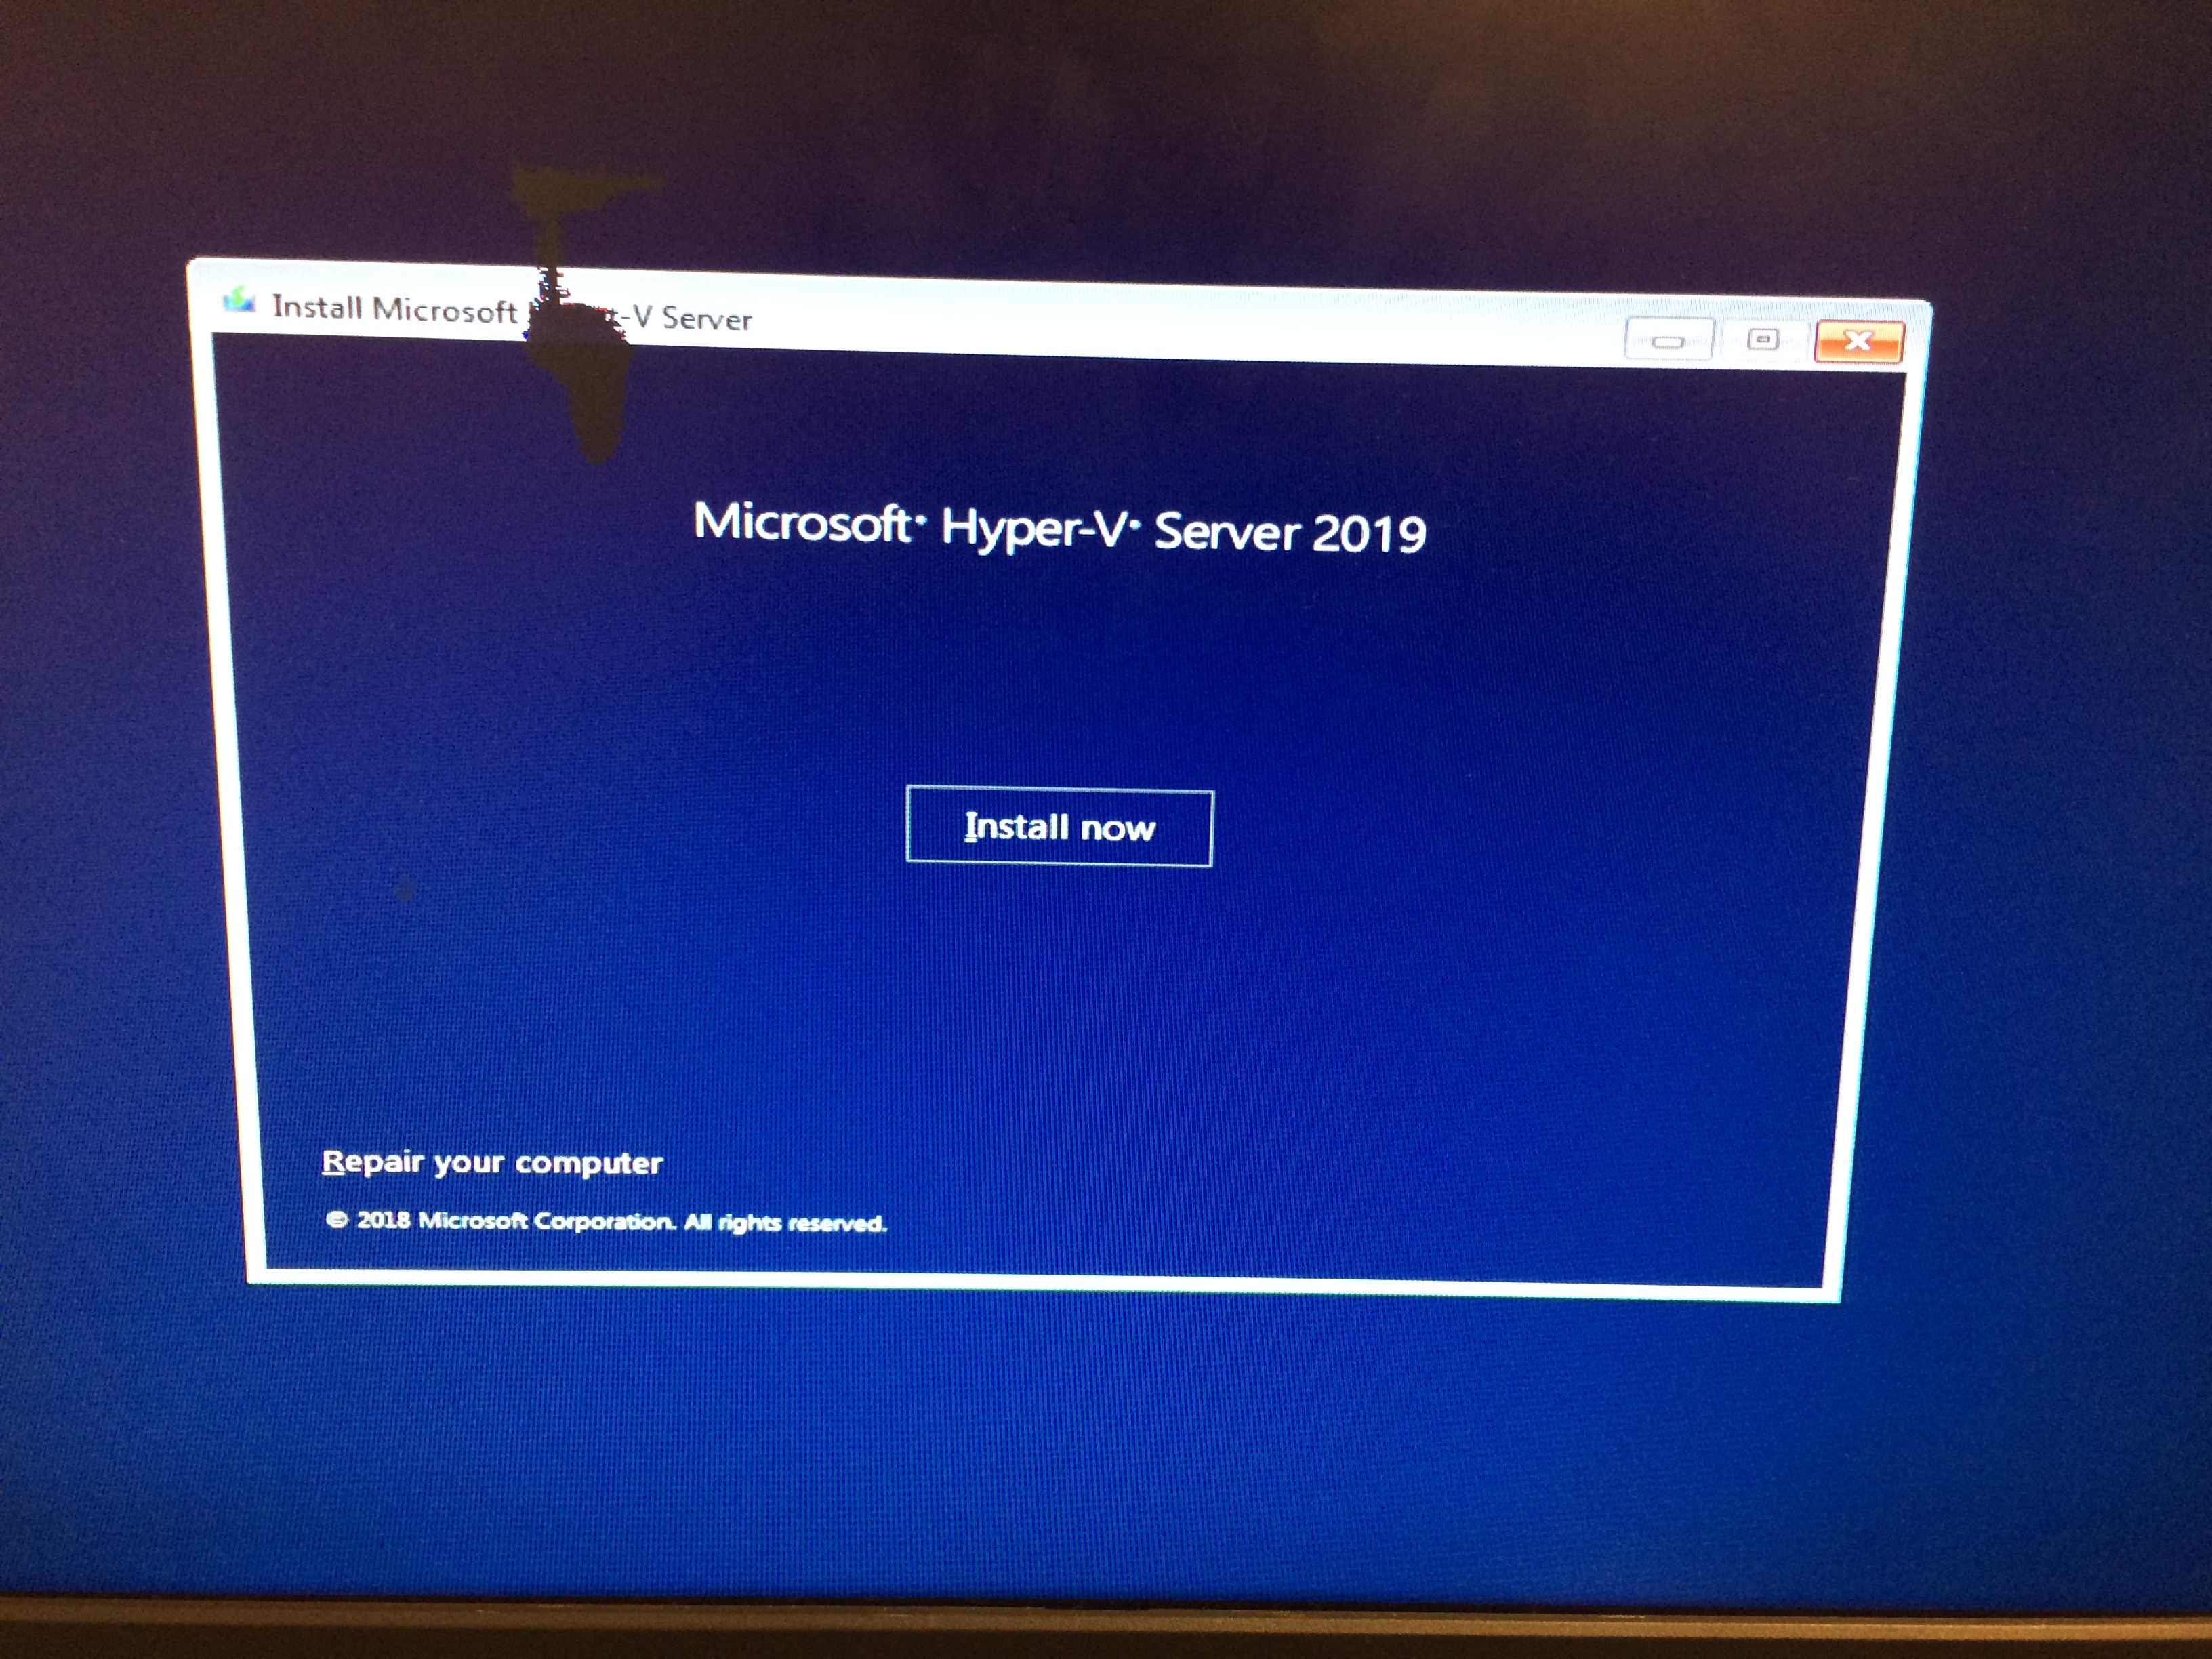 Install Microsoft -V Server
Microsoft® Hyper-V® Server 2019
Install now
Repair your computer
© 2018 Microsoft Corporation. All rights reserved.